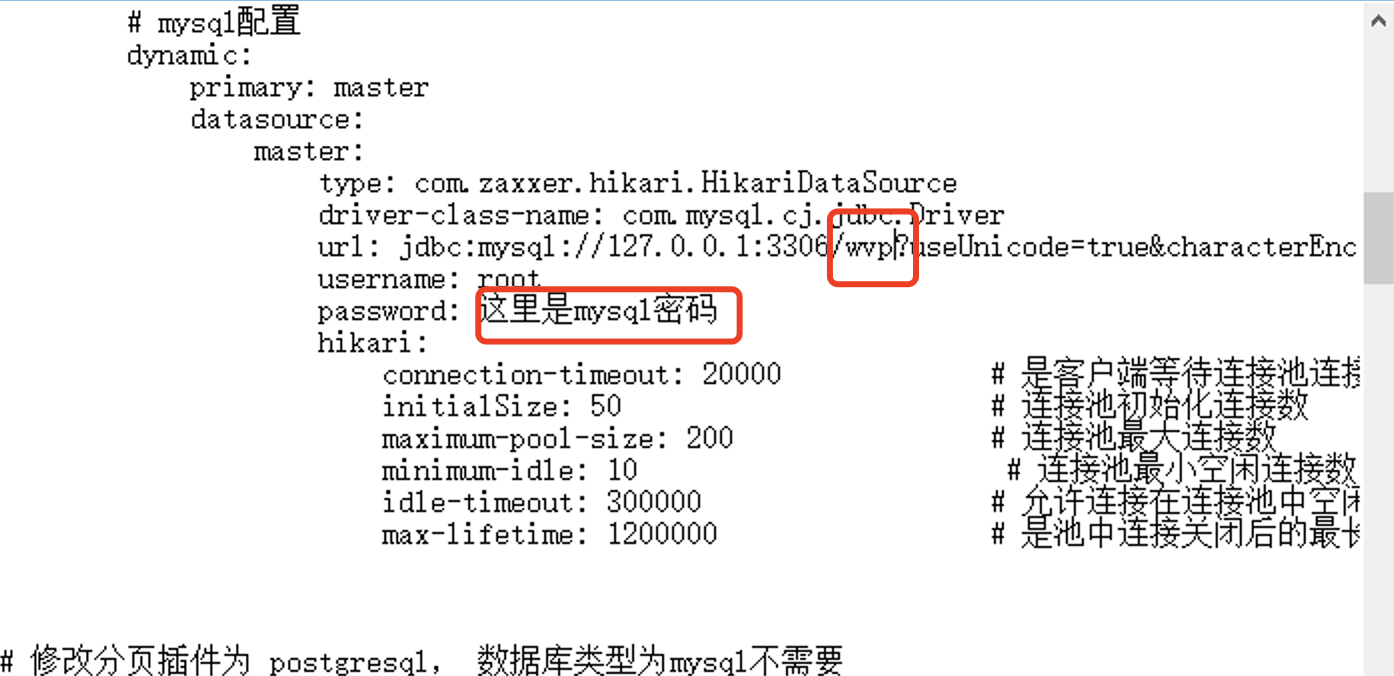 # mysql配置
dynamic:
primary: master
datasource:
master:
type: com.zaxxer.hikari.HikariDataSource
driver-class-name: com.mysql.cj.jdbc.Driver
url: jdbc:mysql://127.0.0.1:3306/wvp?useUnicode=true&characterEnc
username: root
password: 这里是mysql密码
hikari:
connection-timeout: 20000 # 是客户端等待连接池连接
initialSize: 50 # 连接池初始化连接数
maximum-pool-size: 200 # 连接池最大连接数
minimum-idle: 10 # 连接池最小空闲连接数
idle-timeout: 300000 # 允许连接在连接池中空闲
max-lifetime: 1200000 # 是池中连接关闭后的最长
# 修改分页插件为 postgresql， 数据库类型为mysql不需要